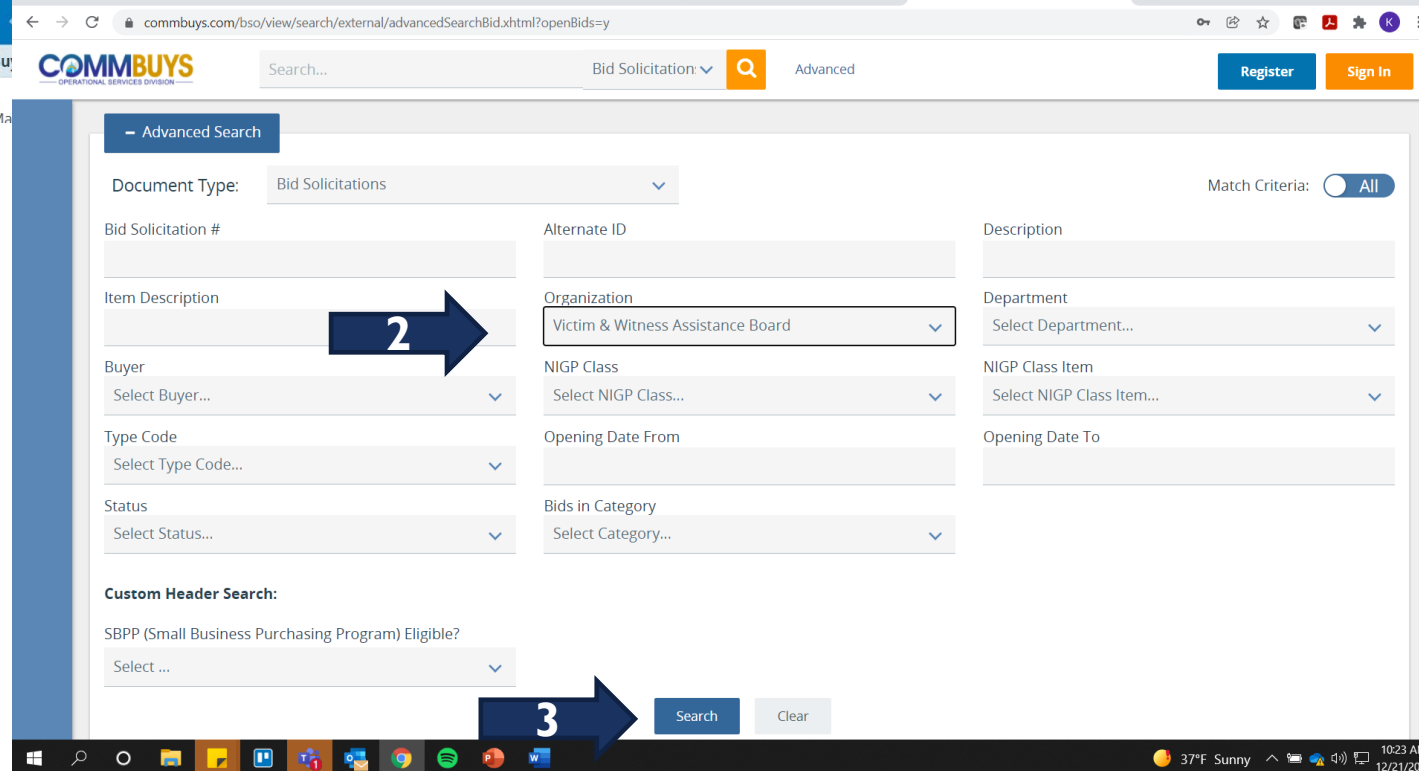 commbuys.com/bso/view/search/external/advancedSearchBid.xhtml?openBids=y
K
COMMBUYS
OPERATIONAL SERVICES DIVISION
Search...
Bid Solicitation:
Advanced
Register
Sign In
– Advanced Search
Document Type:
Bid Solicitations
Match Criteria:
All
Bid Solicitation #
Alternate ID
Description
Item Description
Organization
Department
2
Victim & Witness Assistance Board
Select Department...
Buyer
NIGP Class
NIGP Class Item
Select Buyer...
Select NIGP Class...
Select NIGP Class Item...
Type Code
Opening Date From
Opening Date To
Select Type Code...
Status
Bids in Category
Select Status...
Select Category...
Custom Header Search:
SBPP (Small Business Purchasing Program) Eligible?
Select ...
3
Search
Clear
37°F Sunny
10:23